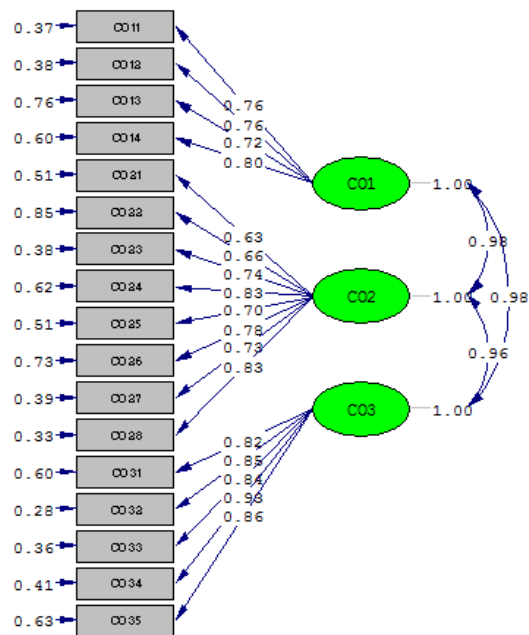 0.37 CO11
0.38 CO12
0.76 CO13
0.60 CO14
0.51 CO21
0.85 CO22
0.38 CO23
0.62 CO24
0.51 CO25
0.73 CO26
0.39 CO27
0.33 CO28
0.60 CO31
0.28 CO32
0.36 CO33
0.41 CO34
0.63 CO35
0.76
0.76
0.72
0.80
0.63
0.66
0.74
0.83
0.70
0.78
0.73
0.83
0.82
0.85
0.84
0.93
0.86
CO1 1.00
CO2 1.00
CO3 1.00
0.98
0.98
0.96